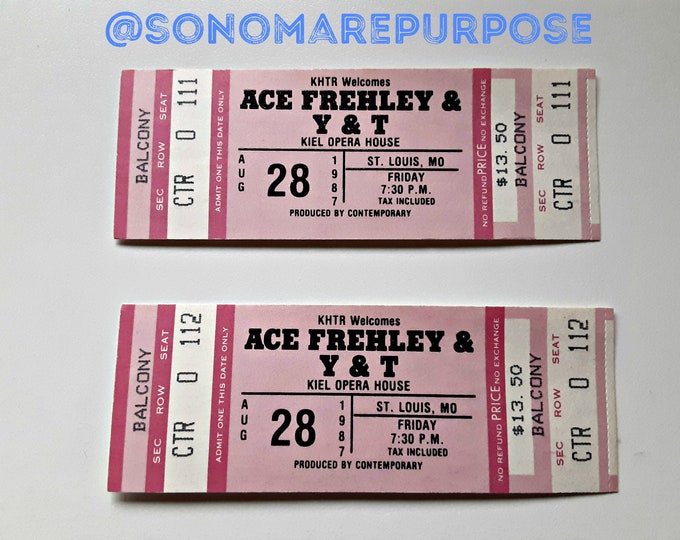 @SONOMAREPURPOSE
BALCONY
SEC ROW SEAT
CTR O 111
ADMIT ONE THIS DATE ONLY
KHTR Welcomes
ACE FREHLEY &
Y & T
KIEL OPERA HOUSE
AUG 28 1987
ST. LOUIS, MO
FRIDAY
7:30 P.M.
TAX INCLUDED
PRODUCED BY CONTEMPORARY
NO REFUND PRICE NO EXCHANGE
$13.50
BALCONY
SEC ROW SEAT
CTR O 111
BALCONY
SEC ROW SEAT
CTR O 112
ADMIT ONE THIS DATE ONLY
KHTR Welcomes
ACE FREHLEY &
Y & T
KIEL OPERA HOUSE
AUG 28 1987
ST. LOUIS, MO
FRIDAY
7:30 P.M.
TAX INCLUDED
PRODUCED BY CONTEMPORARY
NO REFUND PRICE NO EXCHANGE
$13.50
BALCONY
SEC ROW SEAT
CTR O 112